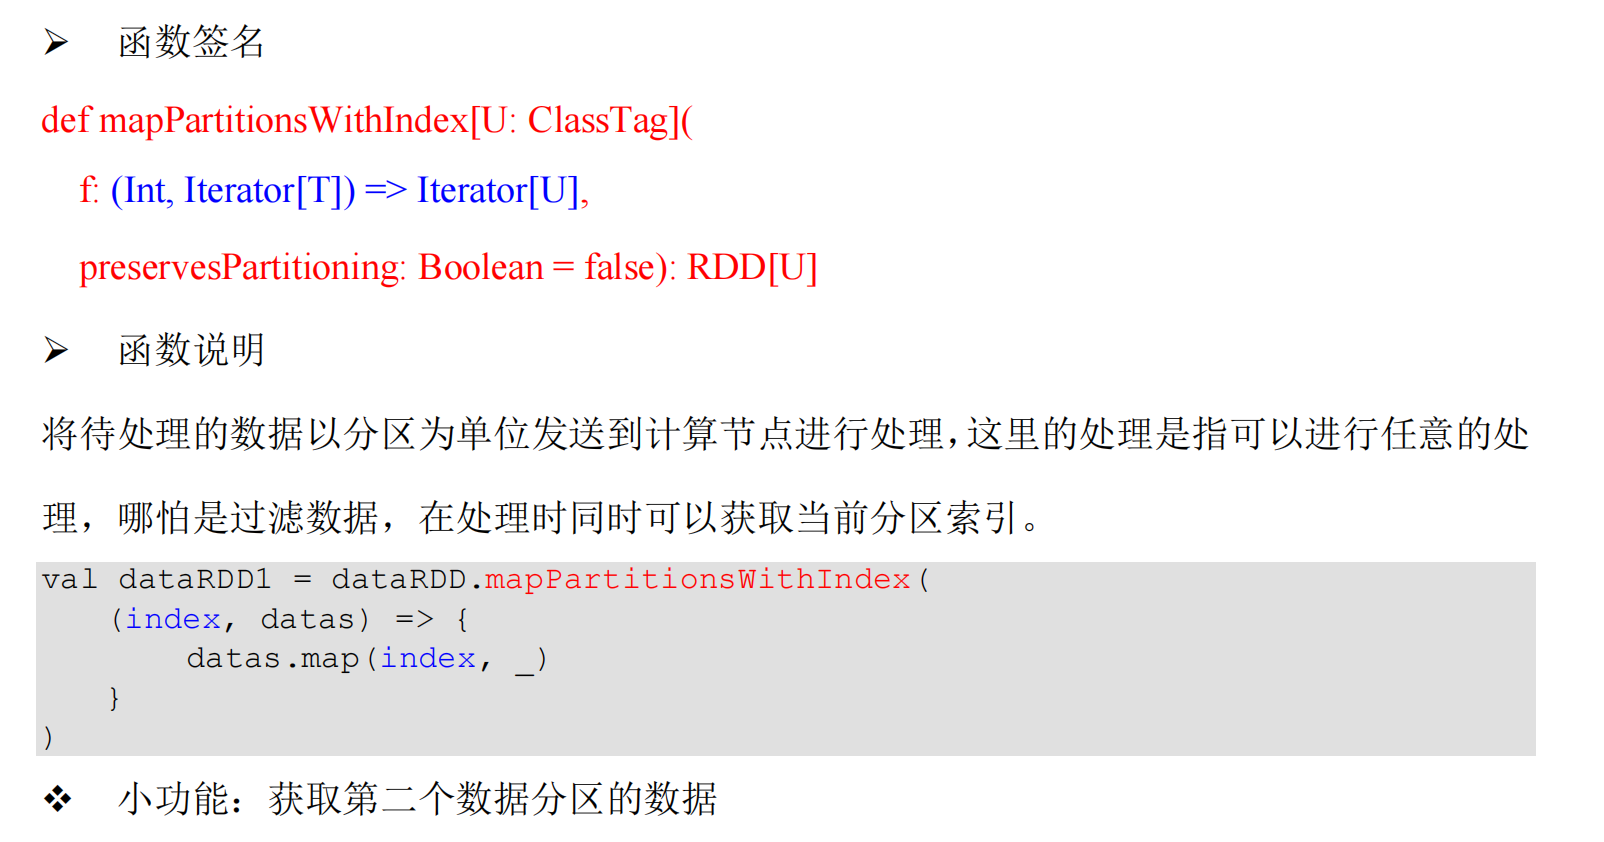 ➢ 函数签名
def mapPartitionsWithIndex[U: ClassTag](
f: (Int, Iterator[T]) => Iterator[U],
preservesPartitioning: Boolean = false): RDD[U]
➢ 函数说明
将待处理的数据以分区为单位发送到计算节点进行处理，这里的处理是指可以进行任意的处
理，哪怕是过滤数据，在处理时同时可以获取当前分区索引。
val dataRDD1 = dataRDD.mapPartitionsWithIndex(
(index, datas) => {
datas.map(index, _)
}
)
❖ 小功能：获取第二个数据分区的数据